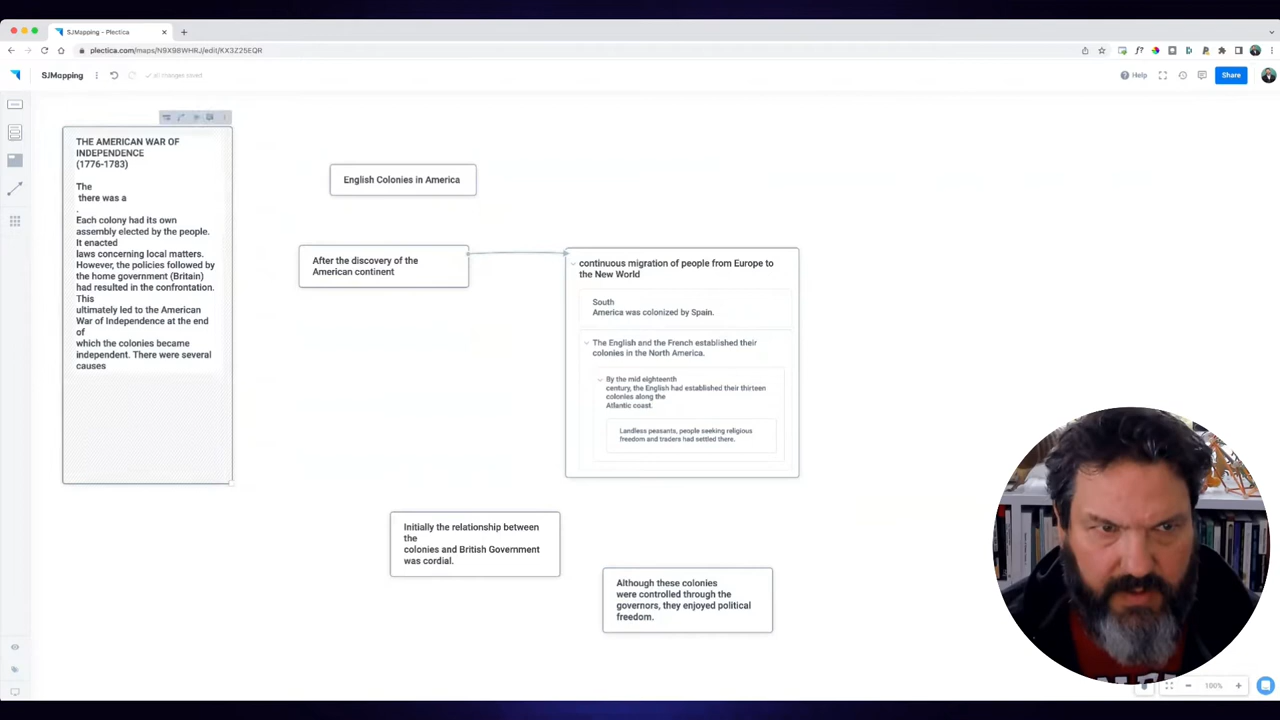 SJMapping - Plectica
plectica.com/maps/N9X98WHRJ/edit/KX3Z25EQR
SJMapping
all changes saved
Help
Share
THE AMERICAN WAR OF
INDEPENDENCE
(1776-1783)
The
there was a
.
Each colony had its own
assembly elected by the people.
It enacted
laws concerning local matters.
However, the policies followed by
the home government (Britain)
had resulted in the confrontation.
This
ultimately led to the American
War of Independence at the end
of
which the colonies became
independent. There were several
causes
English Colonies in America
After the discovery of the
American continent
continuous migration of people from Europe to
the New World
South
America was colonized by Spain.
The English and the French established their
colonies in the North America.
By the mid eighteenth
century, the English had established their thirteen
colonies along the
Atlantic coast.
Landless peasants, people seeking religious
freedom and traders had settled there.
Initially the relationship between
the
colonies and British Government
was cordial.
Although these colonies
were controlled through the
governors, they enjoyed political
freedom.
100%